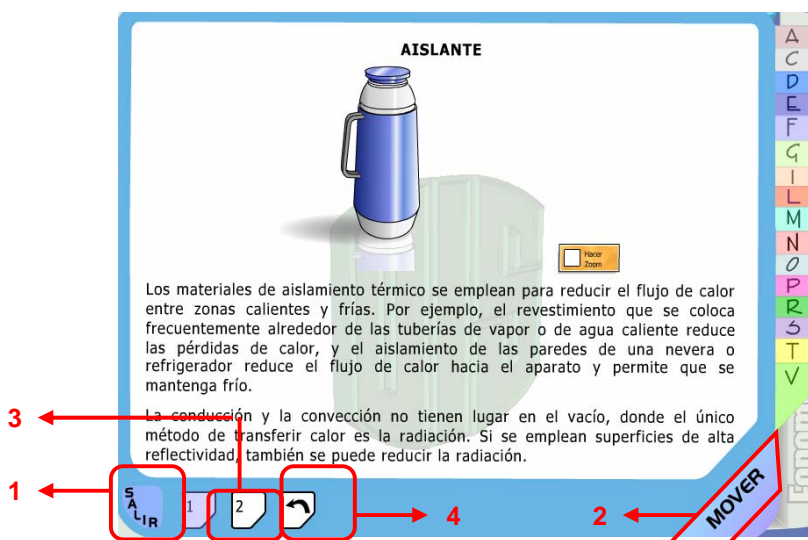 AISLANTE
Hacer
Zoom
Los materiales de aislamiento térmico se emplean para reducir el flujo de calor
entre zonas calientes y frías. Por ejemplo, el revestimiento que se coloca
frecuentemente alrededor de las tuberías de vapor o de agua caliente reduce
las pérdidas de calor, y el aislamiento de las paredes de una nevera o
refrigerador reduce el flujo de calor hacia el aparato y permite que se
mantenga frío.
La conducción y la convección no tienen lugar en el vacío, donde el único
método de transferir calor es la radiación. Si se emplean superficies de alta
reflectividad, también se puede reducir la radiación.
3
1
SALIR
1
2
4
2
MOVER
A
C
D
E
F
G
I
L
M
N
O
P
R
S
T
V